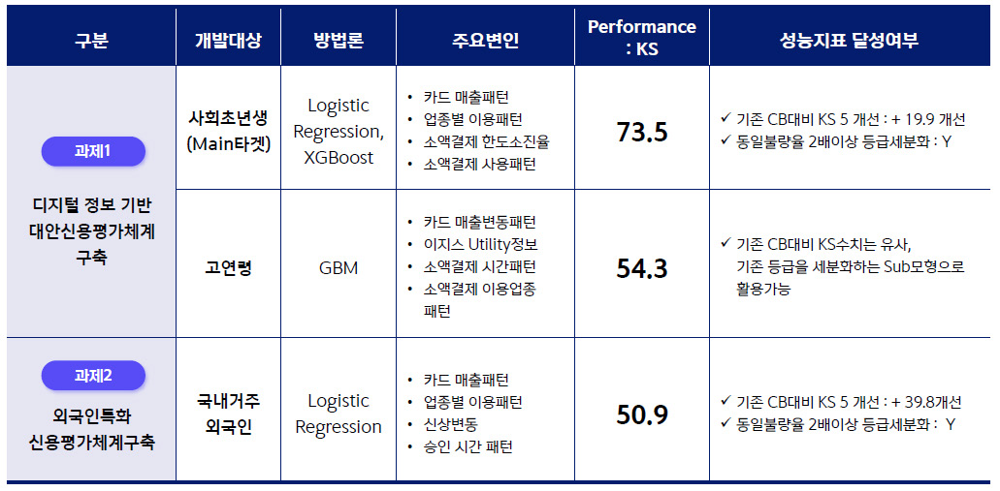 구분
개발대상
방법론
주요변인
Performance
: KS
성능지표 달성여부
과제1
디지털 정보 기반
대안신용평가체계
구축
사회초년생
(Main타겟)
Logistic
Regression,
XGBoost
• 카드 매출패턴
• 업종별 이용패턴
• 소액결제 한도소진율
• 소액결제 사용패턴
73.5
✓ 기존 CB대비 KS 5 개선 : + 19.9 개선
✓ 동일불량율 2배이상 등급세분화 : Y
고연령
GBM
• 카드 매출변동패턴
• 이지스 Utility정보
• 소액결제 시간패턴
• 소액결제 이용업종
패턴
54.3
✓ 기존 CB대비 KS수치는 유사,
기존 등급을 세분화하는 Sub모형으로
활용가능
과제2
외국인특화
신용평가체계구축
국내거주
외국인
Logistic
Regression
• 카드 매출패턴
• 업종별 이용패턴
• 신상변동
• 승인 시간 패턴
50.9
✓ 기존 CB대비 KS 5 개선 : + 39.8개선
✓ 동일불량율 2배이상 등급세분화 : Y